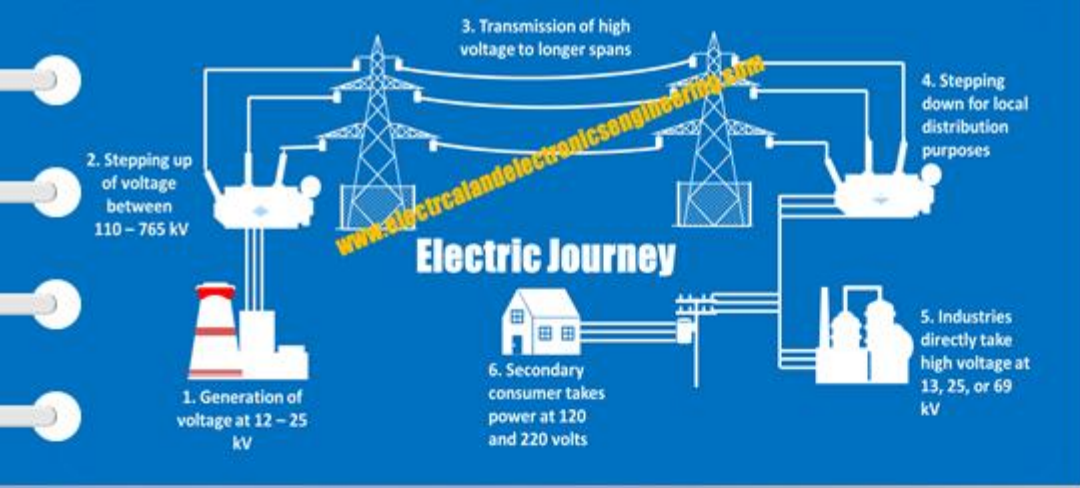 3. Transmission of high
voltage to longer spans
4. Stepping
down for local
distribution
purposes
2. Stepping up
of voltage
between
110 – 765 kV
www.electrcalandelectronicsengineering.com
Electric Journey
5. Industries
directly take
high voltage at
13, 25, or 69
kV
6. Secondary
consumer takes
power at 120
and 220 volts
1. Generation of
voltage at 12 – 25
kV